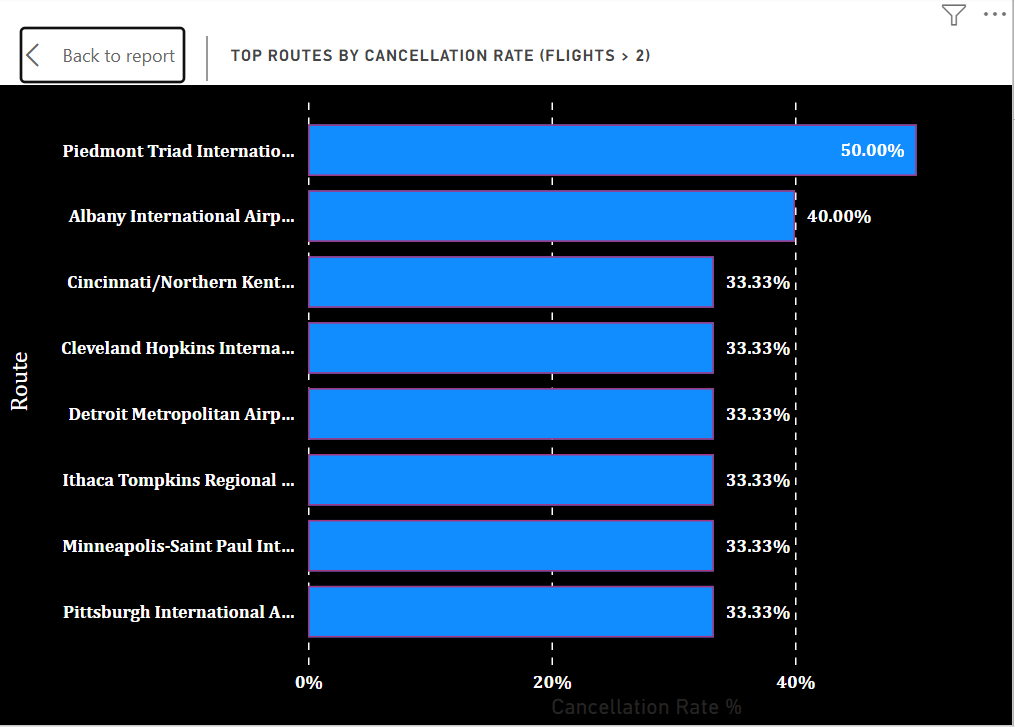 Back to report
TOP ROUTES BY CANCELLATION RATE (FLIGHTS > 2)
Route
Piedmont Triad Internatio... 50.00%
Albany International Airp... 40.00%
Cincinnati/Northern Kent... 33.33%
Cleveland Hopkins Interna... 33.33%
Detroit Metropolitan Airp... 33.33%
Ithaca Tompkins Regional ... 33.33%
Minneapolis-Saint Paul Int... 33.33%
Pittsburgh International A... 33.33%
0% 20% 40%
Cancellation Rate %